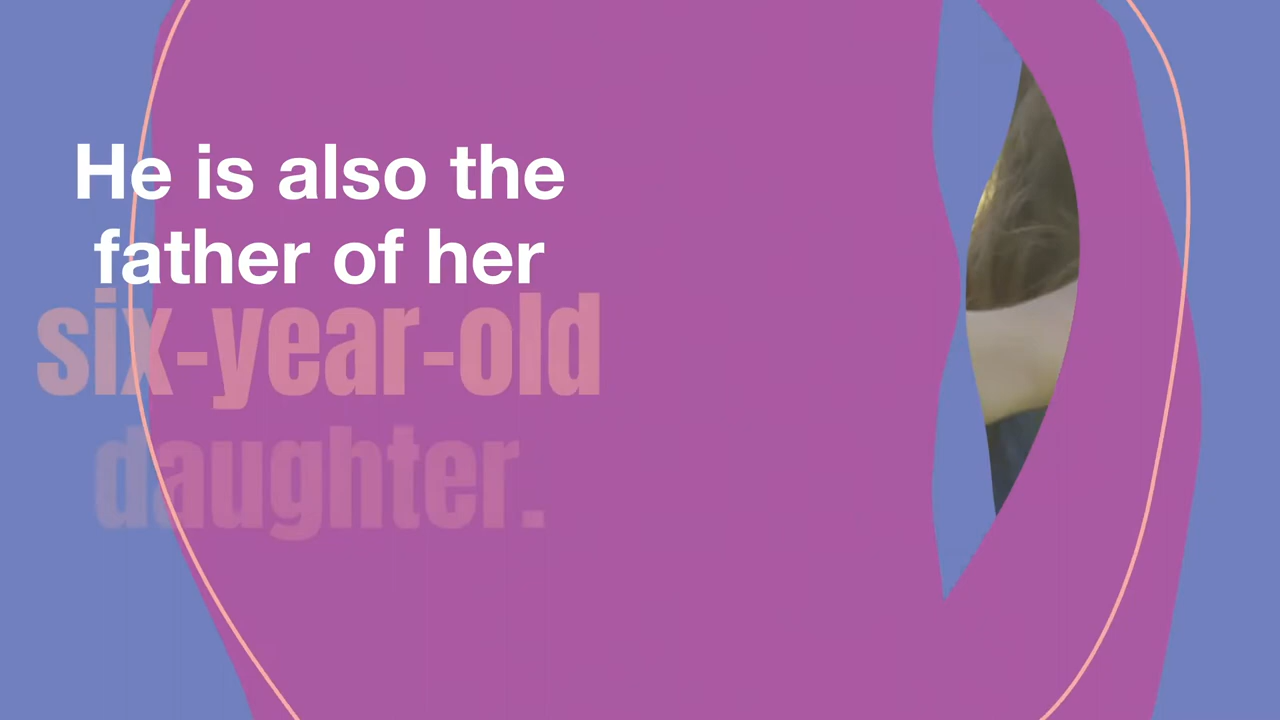 He is also the
father of her
six-year-old
daughter.